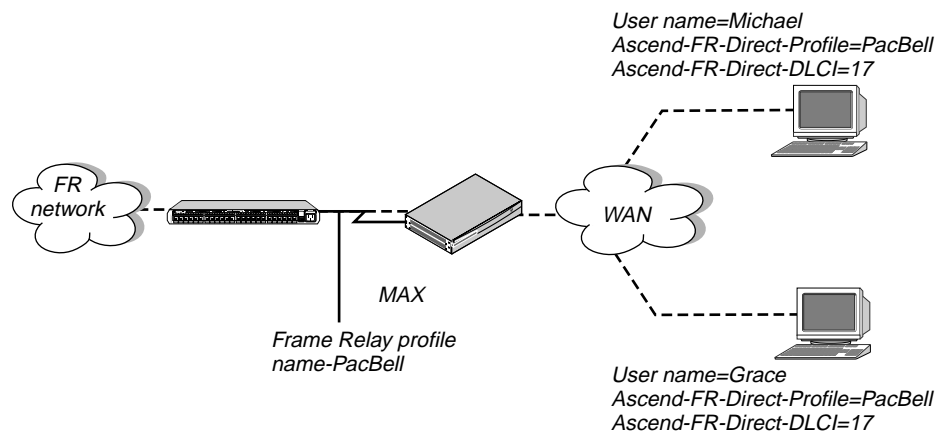 User name=Michael
Ascend-FR-Direct-Profile=PacBell
Ascend-FR-Direct-DLCI=17
FR
network
WAN
MAX
Frame Relay profile
name-PacBell
User name=Grace
Ascend-FR-Direct-Profile=PacBell
Ascend-FR-Direct-DLCI=17